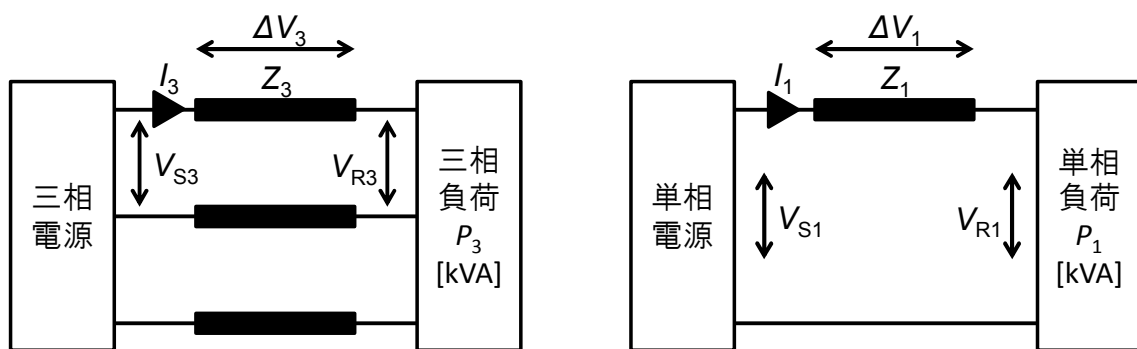 ΔV3
I3
Z3
三相
電源
VS3
VR3
三相
負荷
P3
[kVA]
ΔV1
I1
Z1
単相
電源
VS1
VR1
単相
負荷
P1
[kVA]